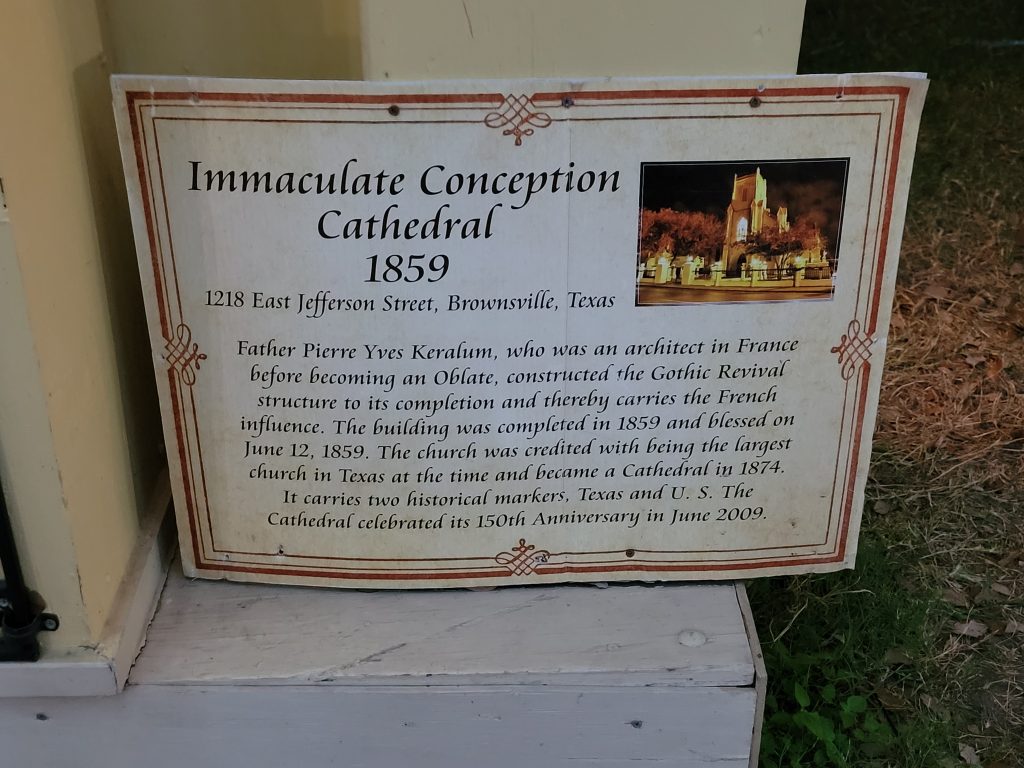 Immaculate Conception
Cathedral
1859
1218 East Jefferson Street, Brownsville, Texas
Father Pierre Yves Keralum, who was an architect in France
before becoming an Oblate, constructed the Gothic Revival
structure to its completion and thereby carries the French
influence. The building was completed in 1859 and blessed on
June 12, 1859. The church was credited with being the largest
church in Texas at the time and became a Cathedral in 1874.
It carries two historical markers, Texas and U. S. The
Cathedral celebrated its 150th Anniversary in June 2009.